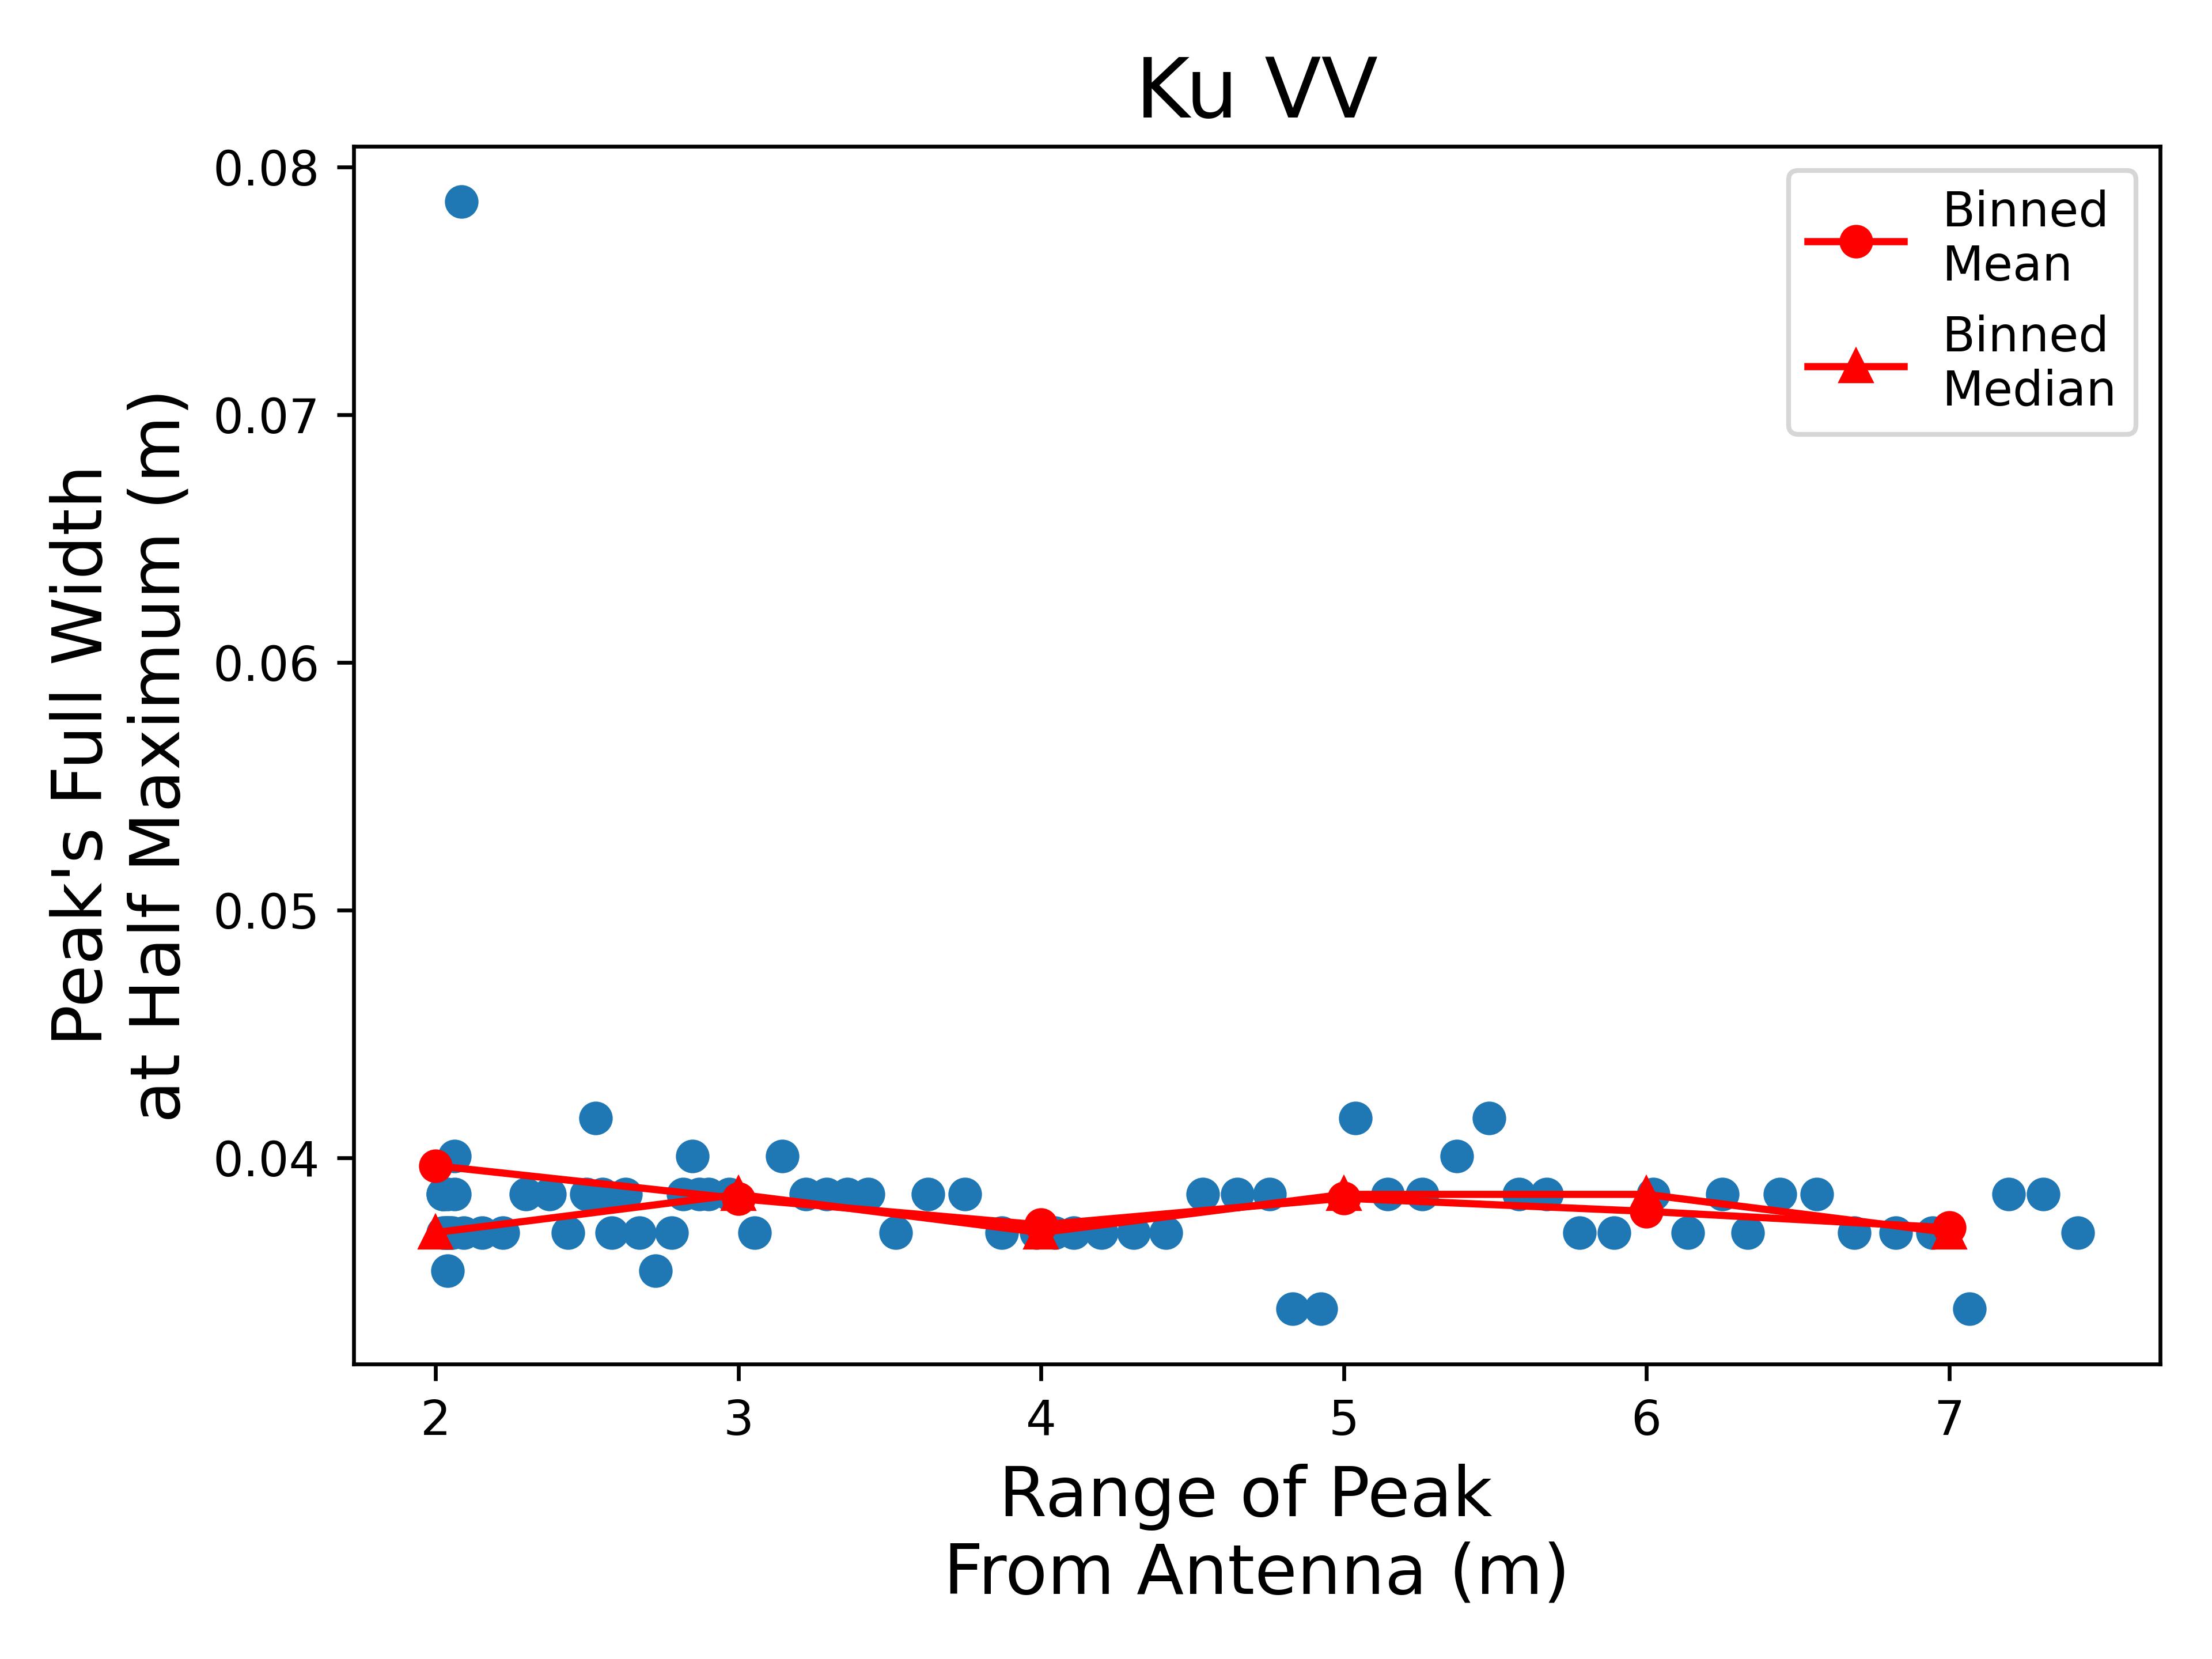 Ku VV
0.08
0.07
0.06
0.05
0.04
Peak's Full Width
at Half Maximum (m)
Binned
Mean
Binned
Median
2 3 4 5 6 7
Range of Peak
From Antenna (m)